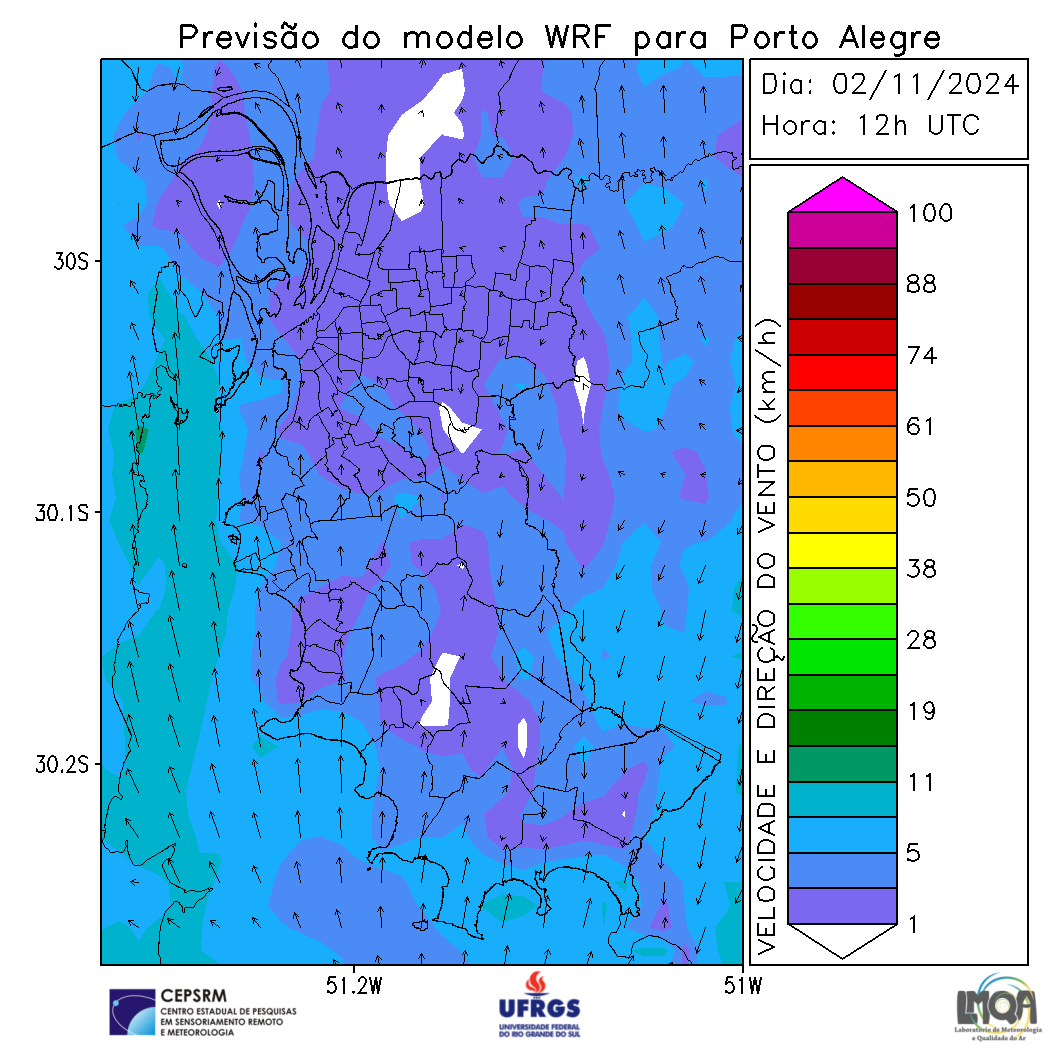 Previsão do modelo WRF para Porto Alegre
Dia: 02/11/2024
Hora: 12h UTC
30S
30.1S
30.2S
51.2W
51W
VELOCIDADE E DIREÇÃO DO VENTO (km/h)
100
88
74
61
50
38
28
19
11
5
1
CEPSRM
CENTRO ESTADUAL DE PESQUISAS
EM SENSORIAMENTO REMOTO
E METEOROLOGIA
UFRGS
UNIVERSIDADE FEDERAL
DO RIO GRANDE DO SUL
LMQA
Laboratório de Meteorologia
e Qualidade do Ar